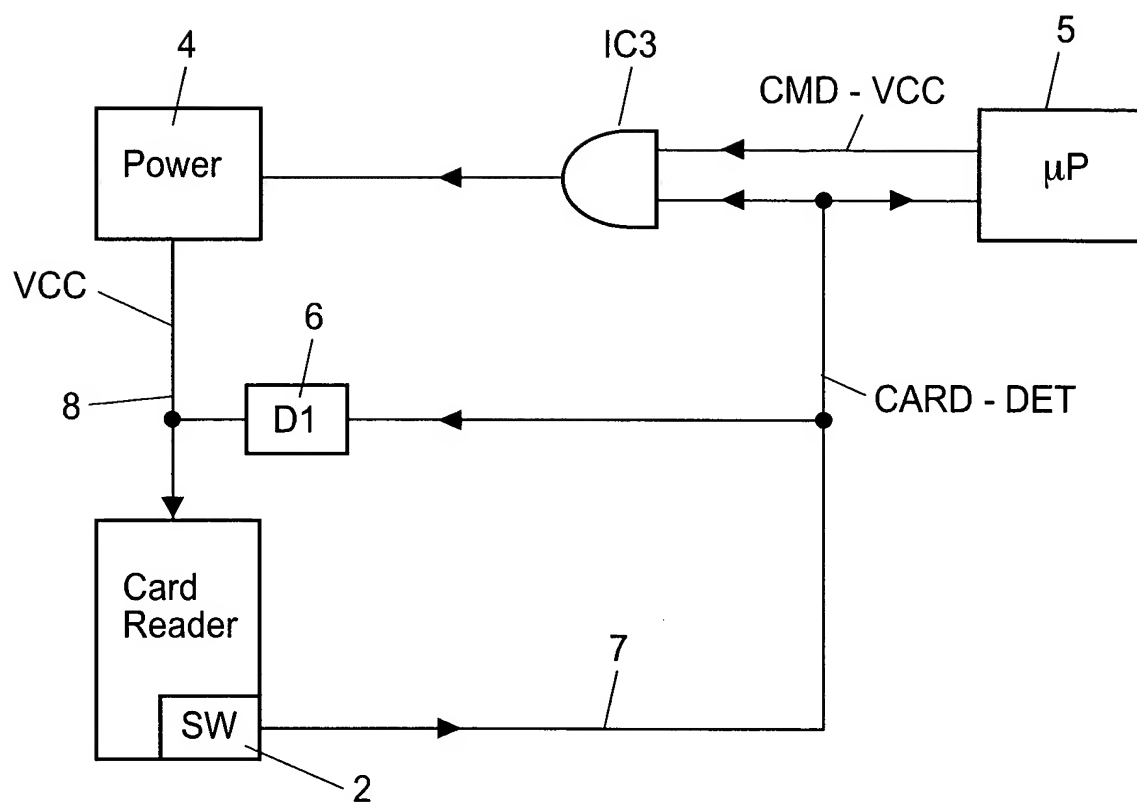 4
IC3
5
CMD - VCC
Power
μP
VCC
6
8
D1
CARD - DET
Card
Reader
7
SW
2